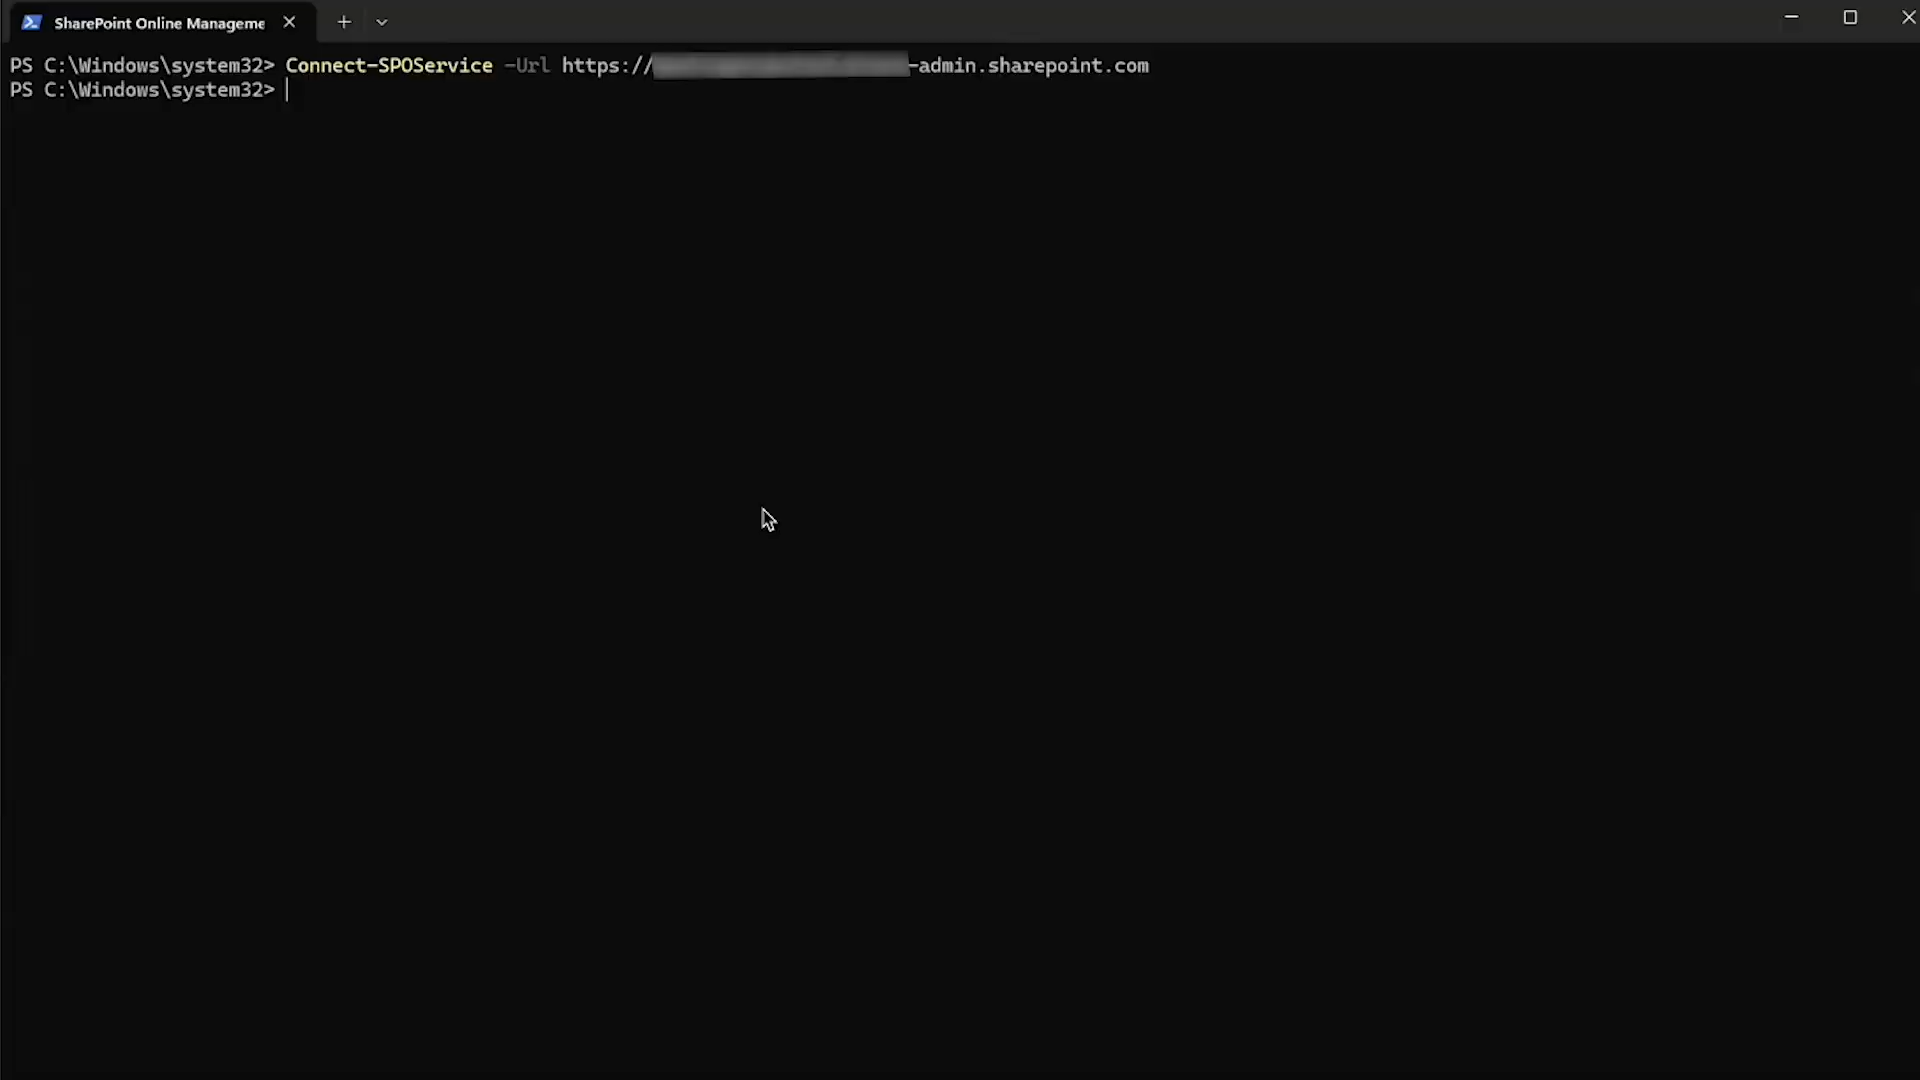 SharePoint Online Manageme
PS C:\Windows\system32> Connect-SPOService -Url https:// -admin.sharepoint.com
PS C:\Windows\system32>